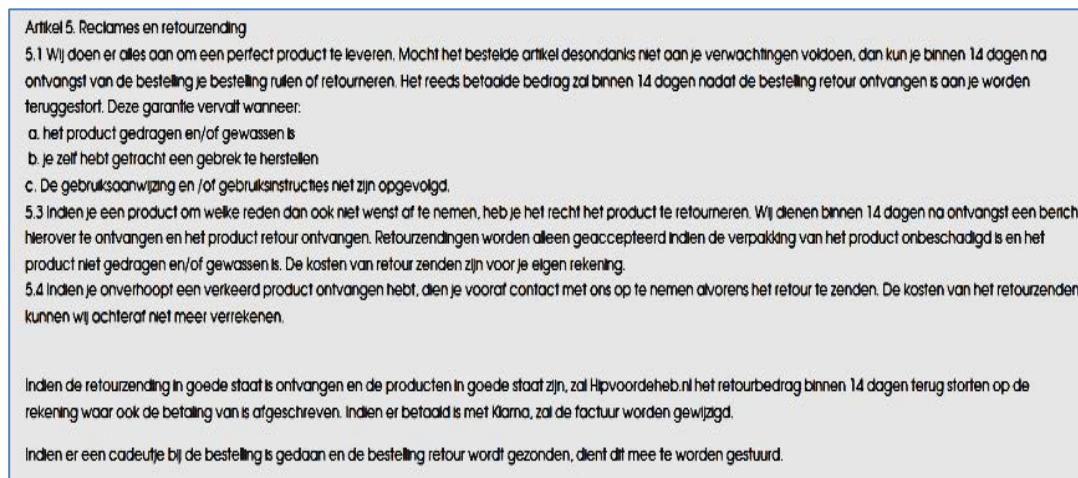 Artikel 5. Reclames en retourzending
5.1 Wij doen er alles aan om een perfect product te leveren. Mocht het bestelde artikel desondanks niet aan je verwachtingen voldoen, dan kun je binnen 14 dagen na
ontvangst van de bestelling je bestelling ruilen of retourneren. Het reeds betaalde bedrag zal binnen 14 dagen nadat de bestelling retour ontvangen is aan je worden
teruggestort. Deze garantie vervalt wanneer:
a. het product gedragen en/of gewassen is
b. je zelf hebt getracht een gebrek te herstellen
c. De gebruiksaanwijzing en /of gebruiksinstructies niet zijn opgevolgd.
5.3 Indien je een product om welke reden dan ook niet wenst af te nemen, heb je het recht het product te retourneren. Wij dienen binnen 14 dagen na ontvangst een berich
hierover te ontvangen en het product retour ontvangen. Retourzendingen worden alleen geaccepteerd indien de verpakking van het product onbeschadigd is en het
product niet gedragen en/of gewassen is. De kosten van retour zenden zijn voor je eigen rekening.
5.4 Indien je onverhoopt een verkeerd product ontvangen hebt, dien je vooraf contact met ons op te nemen alvorens het retour te zenden. De kosten van het retourzenden
kunnen wij achteraf niet meer verrekenen.
Indien de retourzending in goede staat is ontvangen en de producten in goede staat zijn, zal Hipvoordeheb.nl het retourbedrag binnen 14 dagen terug storten op de
rekening waar ook de betaling van is afgeschreven. Indien er betaald is met Klarna, zal de factuur worden gewijzigd.
Indien er een cadeutje bij de bestelling is gedaan en de bestelling retour wordt gezonden, dient dit mee te worden gestuurd.